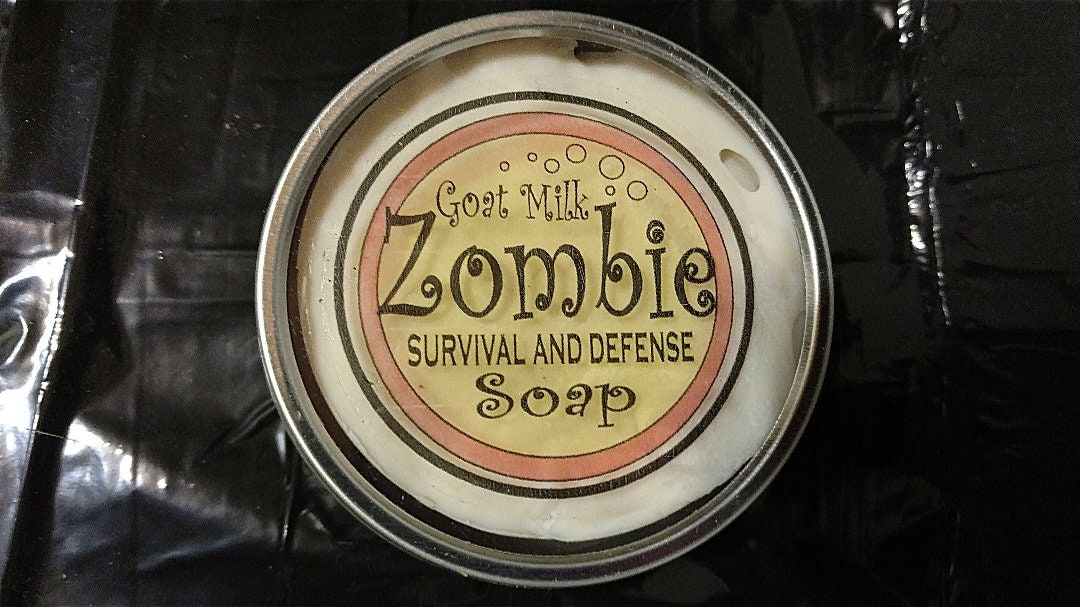 Goat Milk
Zombie
SURVIVAL AND DEFENSE
Soap